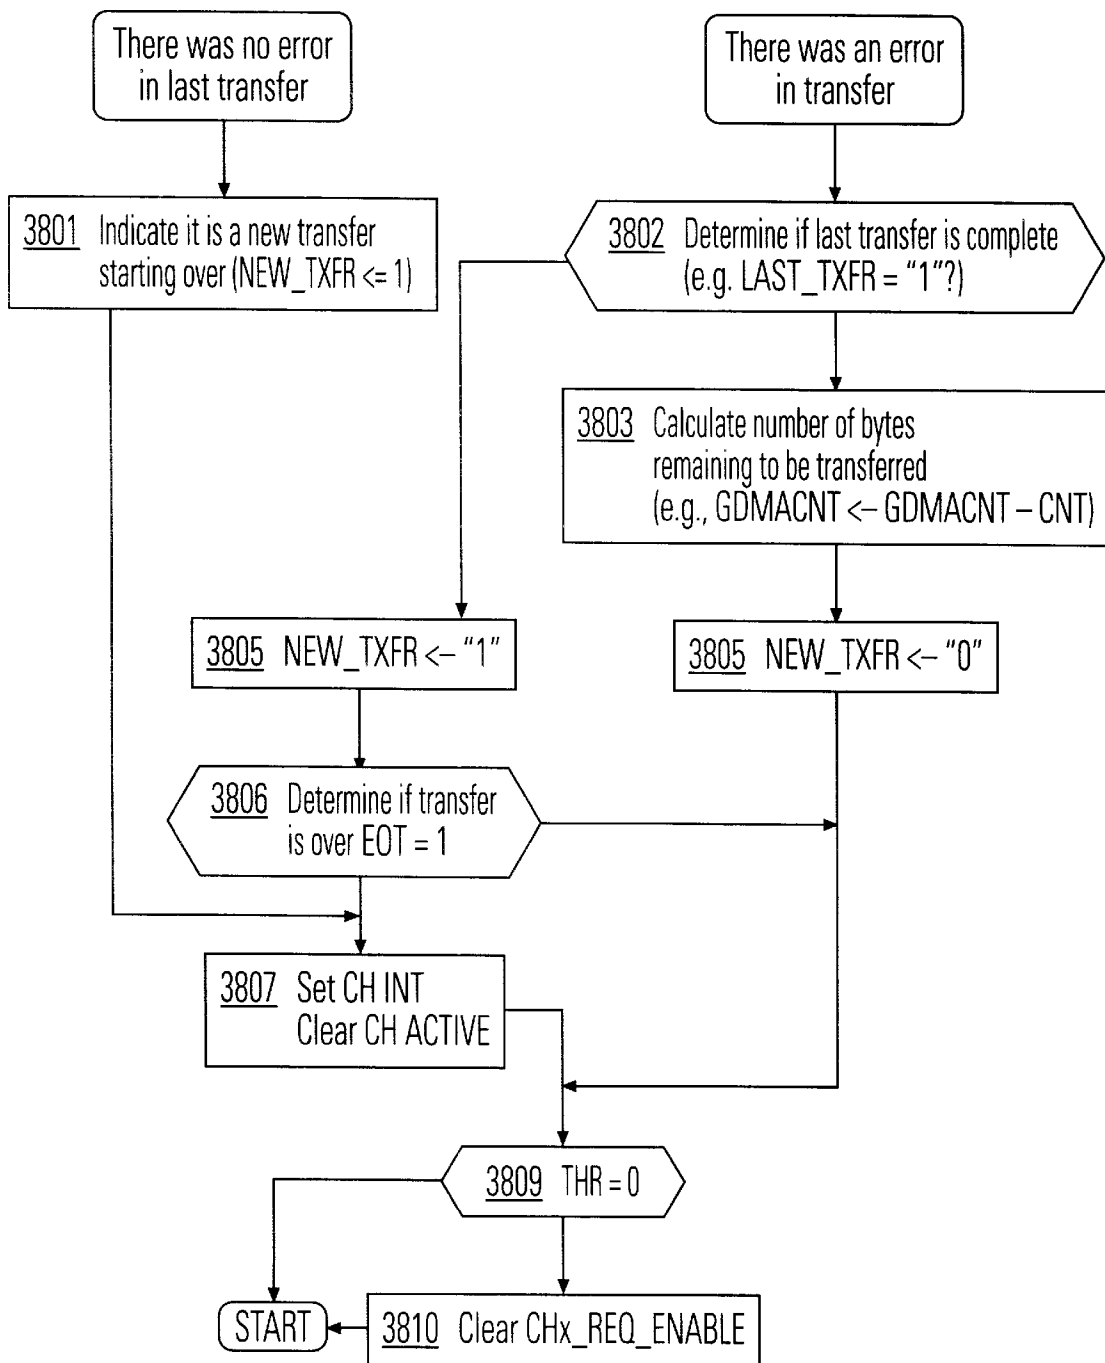 There was no error
in last transfer
There was an error
in transfer
3801 Indicate it is a new transfer
starting over (NEW_TXFR <= 1)
3802 Determine if last transfer is complete
(e.g. LAST_TXFR = “1”?)
3803 Calculate number of bytes
remaining to be transferred
(e.g., GDMACNT <– GDMACNT – CNT)
3805 NEW_TXFR <– “1”
3805 NEW_TXFR <– “0”
3806 Determine if transfer
is over EOT = 1
3807 Set CH INT
Clear CH ACTIVE
3809 THR = 0
START
3810 Clear CHx_REQ_ENABLE